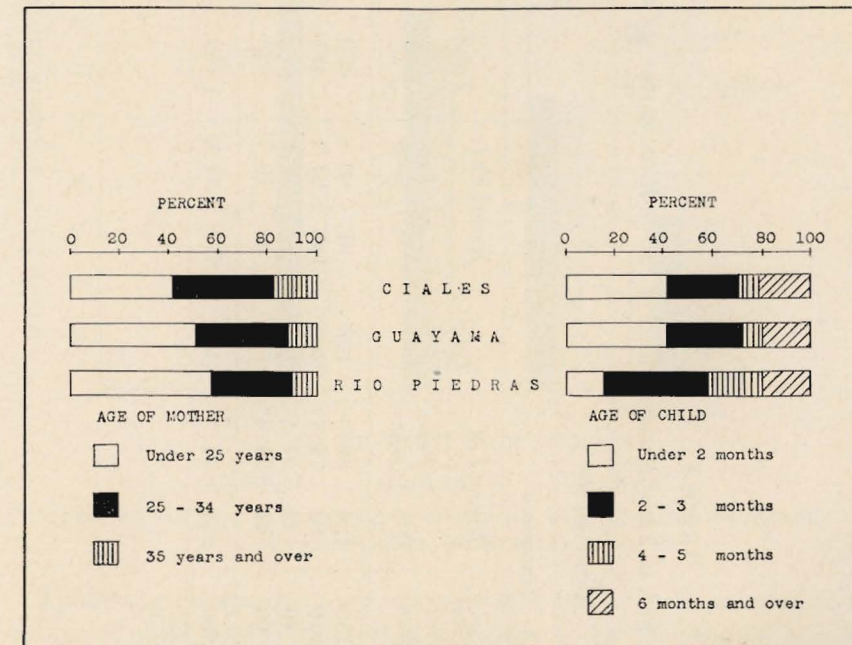 PERCENT
0 20 40 60 80 100
PERCENT
0 20 40 60 80 100
CIALES
GUAYAMA
RIO PIEDRAS
AGE OF MOTHER
Under 25 years
25 - 34 years
35 years and over
AGE OF CHILD
Under 2 months
2 - 3 months
4 - 5 months
6 months and over